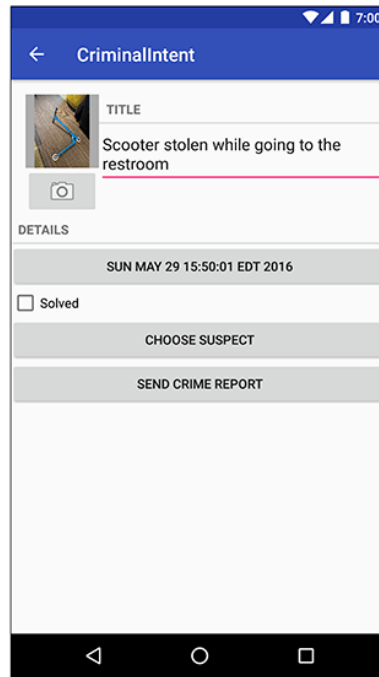 7:00
CriminalIntent
TITLE
Scooter stolen while going to the
restroom
DETAILS
SUN MAY 29 15:50:01 EDT 2016
Solved
CHOOSE SUSPECT
SEND CRIME REPORT